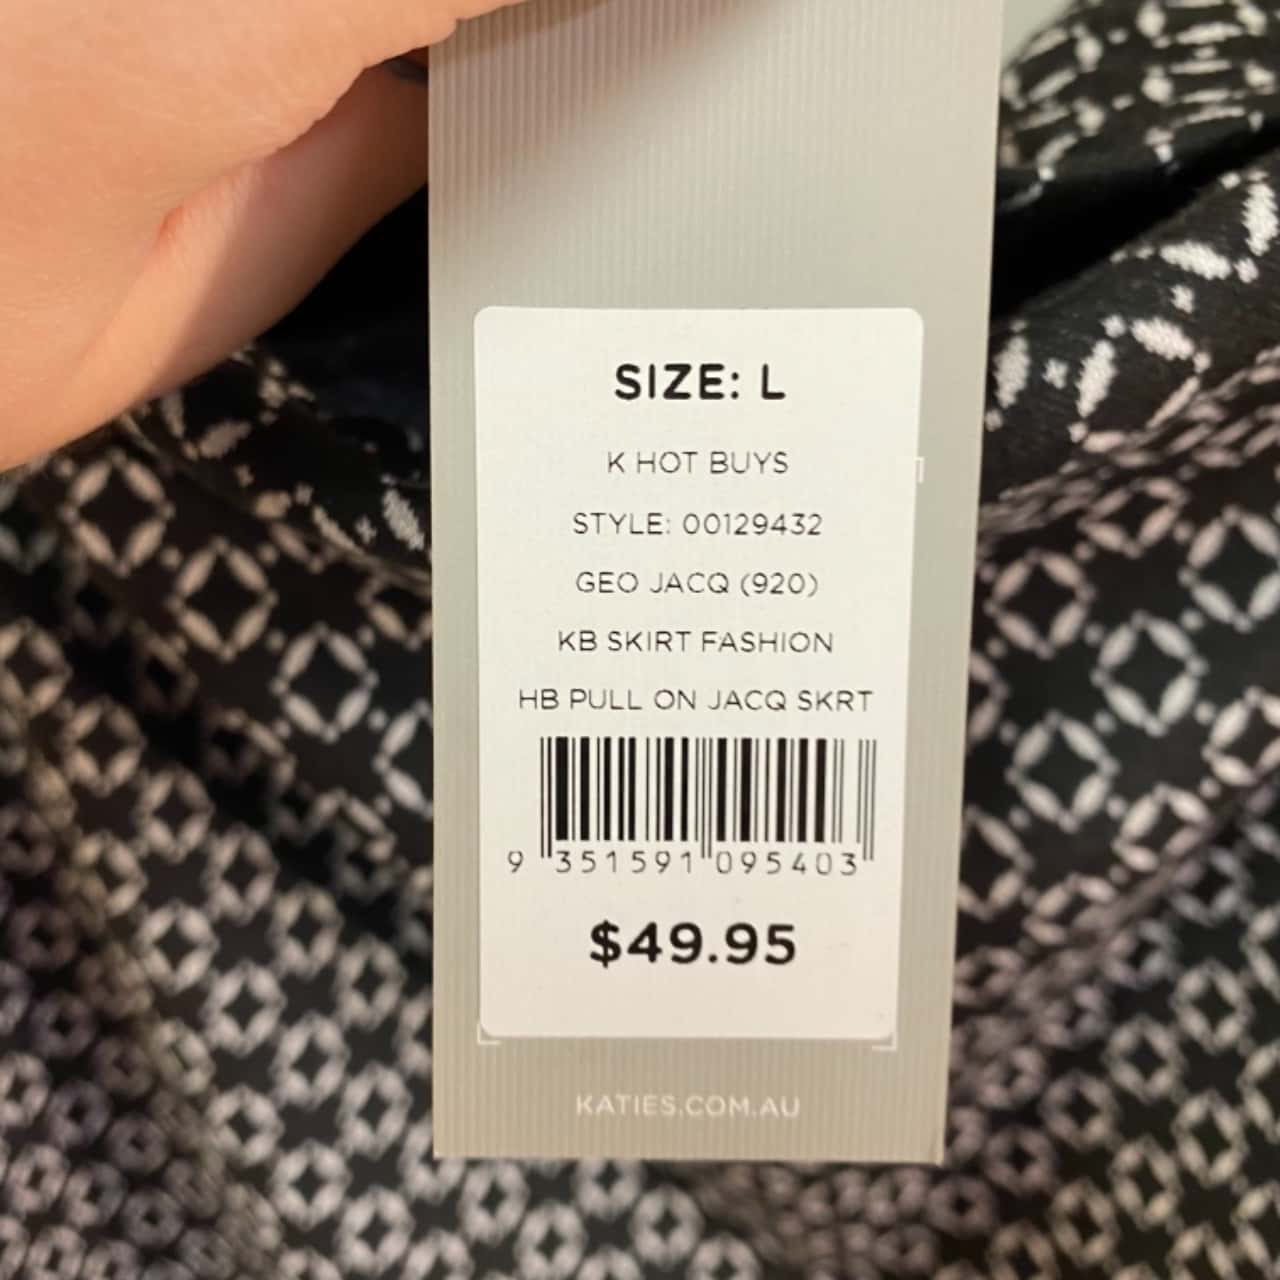 SIZE: L
K HOT BUYS
STYLE: 00129432
GEO JACQ (920)
KB SKIRT FASHION
HB PULL ON JACQ SKRT
9 351591 095403
$49.95
KATIES.COM.AU